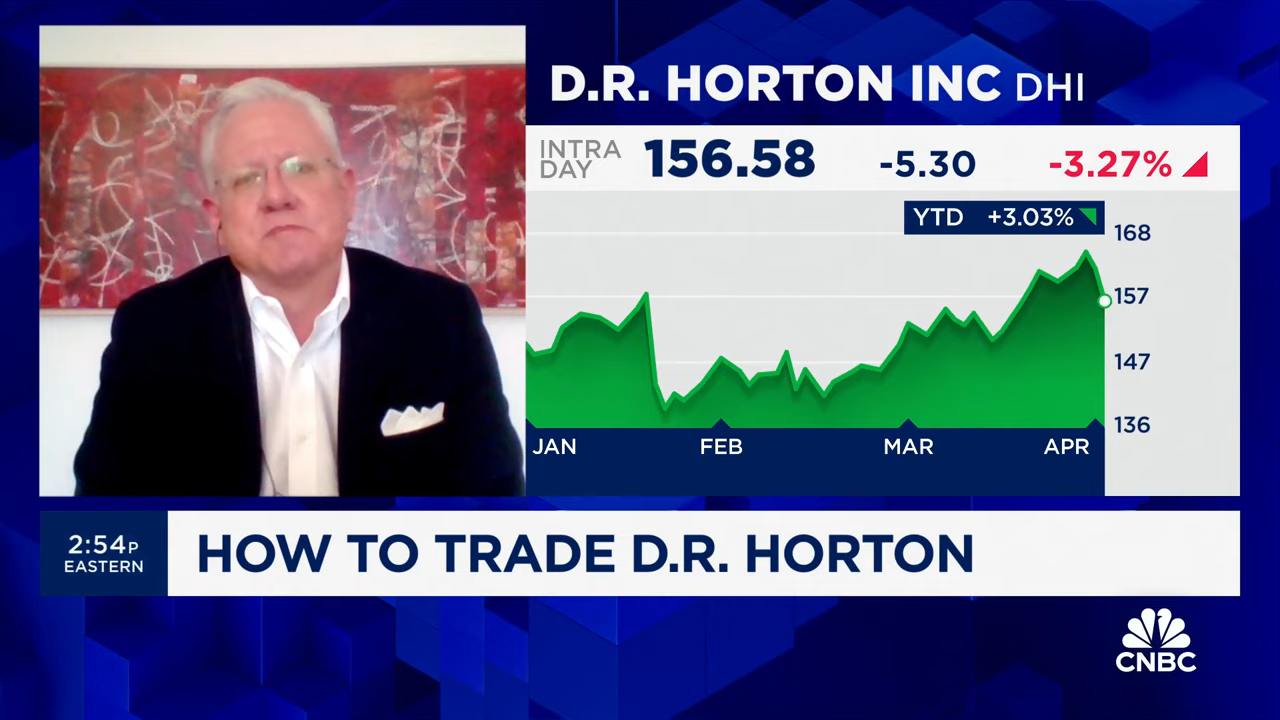 D.R. HORTON INC DHI
INTRA DAY 156.58 -5.30 -3.27%
YTD +3.03%
168
157
147
136
JAN FEB MAR APR
2:54P EASTERN
HOW TO TRADE D.R. HORTON
CNBC